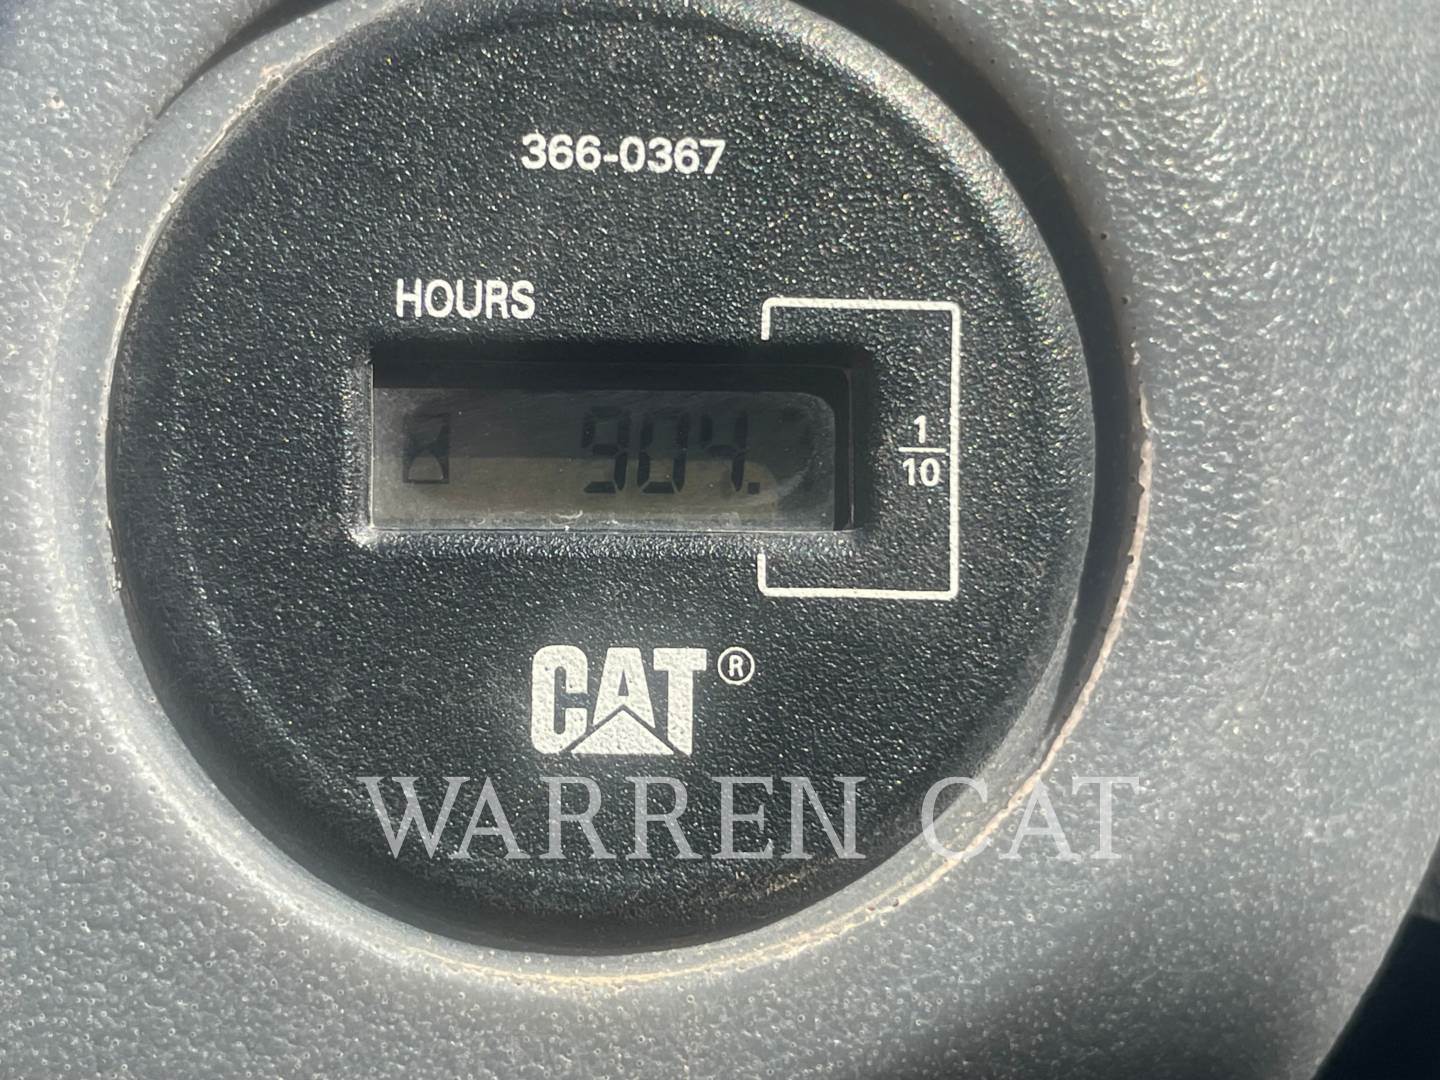 366-0367
HOURS
904.
1
10
CAT®
WARREN CAT